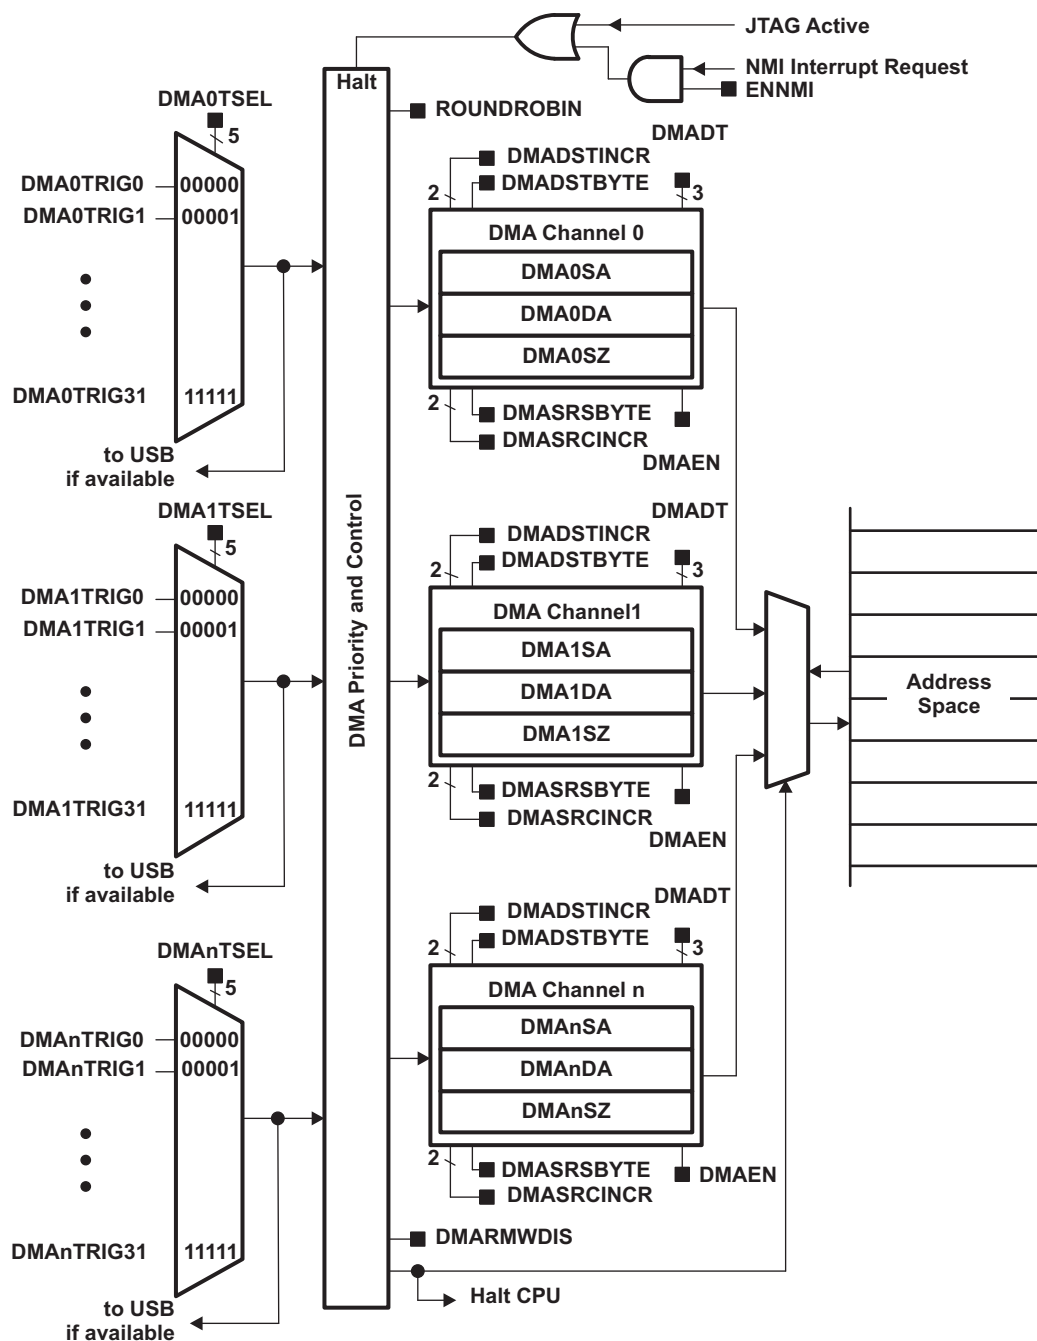 JTAG Active
NMI Interrupt Request
ENNMI
Halt
ROUNDROBIN
DMA0TSEL
5
DMA0TRIG0
00000
DMA0TRIG1
00001
DMA0TRIG31
11111
to USB
if available
DMADT
DMADSTINCR
2
DMADSTBYTE
3
DMA Channel 0
DMA0SA
DMA0DA
DMA0SZ
2
DMASRSBYTE
DMASRCINCR
DMAEN
DMA Priority and Control
DMA1TSEL
5
DMA1TRIG0
00000
DMA1TRIG1
00001
DMA1TRIG31
11111
to USB
if available
DMADT
DMADSTINCR
2
DMADSTBYTE
3
DMA Channel1
DMA1SA
DMA1DA
DMA1SZ
2
DMASRSBYTE
DMASRCINCR
DMAEN
Address
Space
DMAnTSEL
5
DMAnTRIG0
00000
DMAnTRIG1
00001
DMAnTRIG31
11111
to USB
if available
DMADT
DMADSTINCR
2
DMADSTBYTE
3
DMA Channel n
DMAnSA
DMAnDA
DMAnSZ
2
DMASRSBYTE
DMASRCINCR
DMAEN
DMARMWDIS
Halt CPU